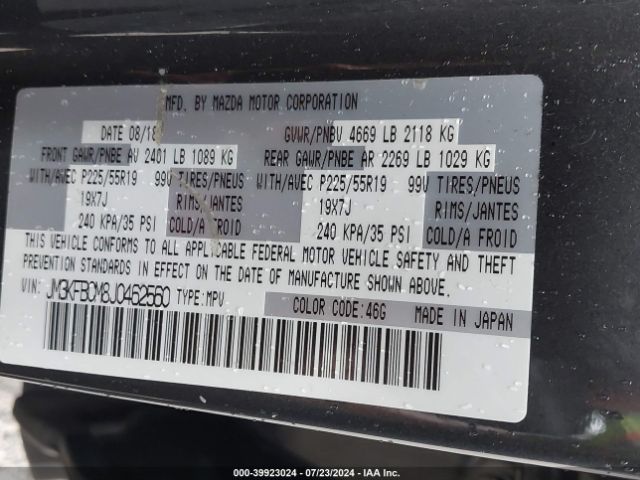 MFD. BY MAZDA MOTOR CORPORATION
DATE 08/18 GVWR/PNBV 4669 LB 2118 KG
FRONT GAWR/PNBE AV 2401 LB 1089 KG REAR GAWR/PNBE AR 2269 LB 1029 KG
WITH/AVEC P225/55R19 99V TIRES/PNEUS WITH/AVEC P225/55R19 99V TIRES/PNEUS
19X7J RIMS/JANTES 19X7J RIMS/JANTES
240 KPA/35 PSI COLD/A FROID 240 KPA/35 PSI COLD/A FROID
THIS VEHICLE CONFORMS TO ALL APPLICABLE FEDERAL MOTOR VEHICLE SAFETY AND THEFT
PREVENTION STANDARDS IN EFFECT ON THE DATE OF MANUFACTURE SHOWN ABOVE.
VIN: JM3KFBCM8J0462560 TYPE:MPV COLOR CODE:46G MADE IN JAPAN
000-39923024 | 07/23/2024 | IAA Inc.